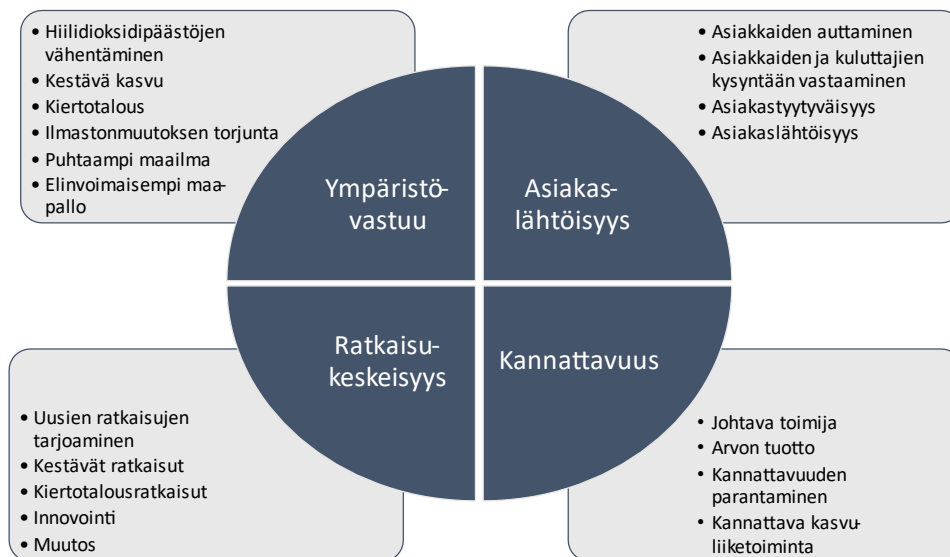 • Hiilidioksidipäästöjen
vähentäminen
• Kestävä kasvu
• Kiertotalous
• Ilmastonmuutoksen torjunta
• Puhtaampi maailma
• Elinvoimaisempi maa-
pallo
• Asiakkaiden auttaminen
• Asiakkaiden ja kuluttajien
kysyntään vastaaminen
• Asiakastyytyväisyys
• Asiakaslähtöisyys
Ympäristö-
vastuu
Asiakas-
lähtöisyys
Ratkaisu-
keskeisyys
Kannattavuus
• Uusien ratkaisujen
tarjoaminen
• Kestävät ratkaisut
• Kiertotalousratkaisut
• Innovointi
• Muutos
• Johtava toimija
• Arvon tuotto
• Kannattavuuden
parantaminen
• Kannattava kasvu-
liiketoiminta